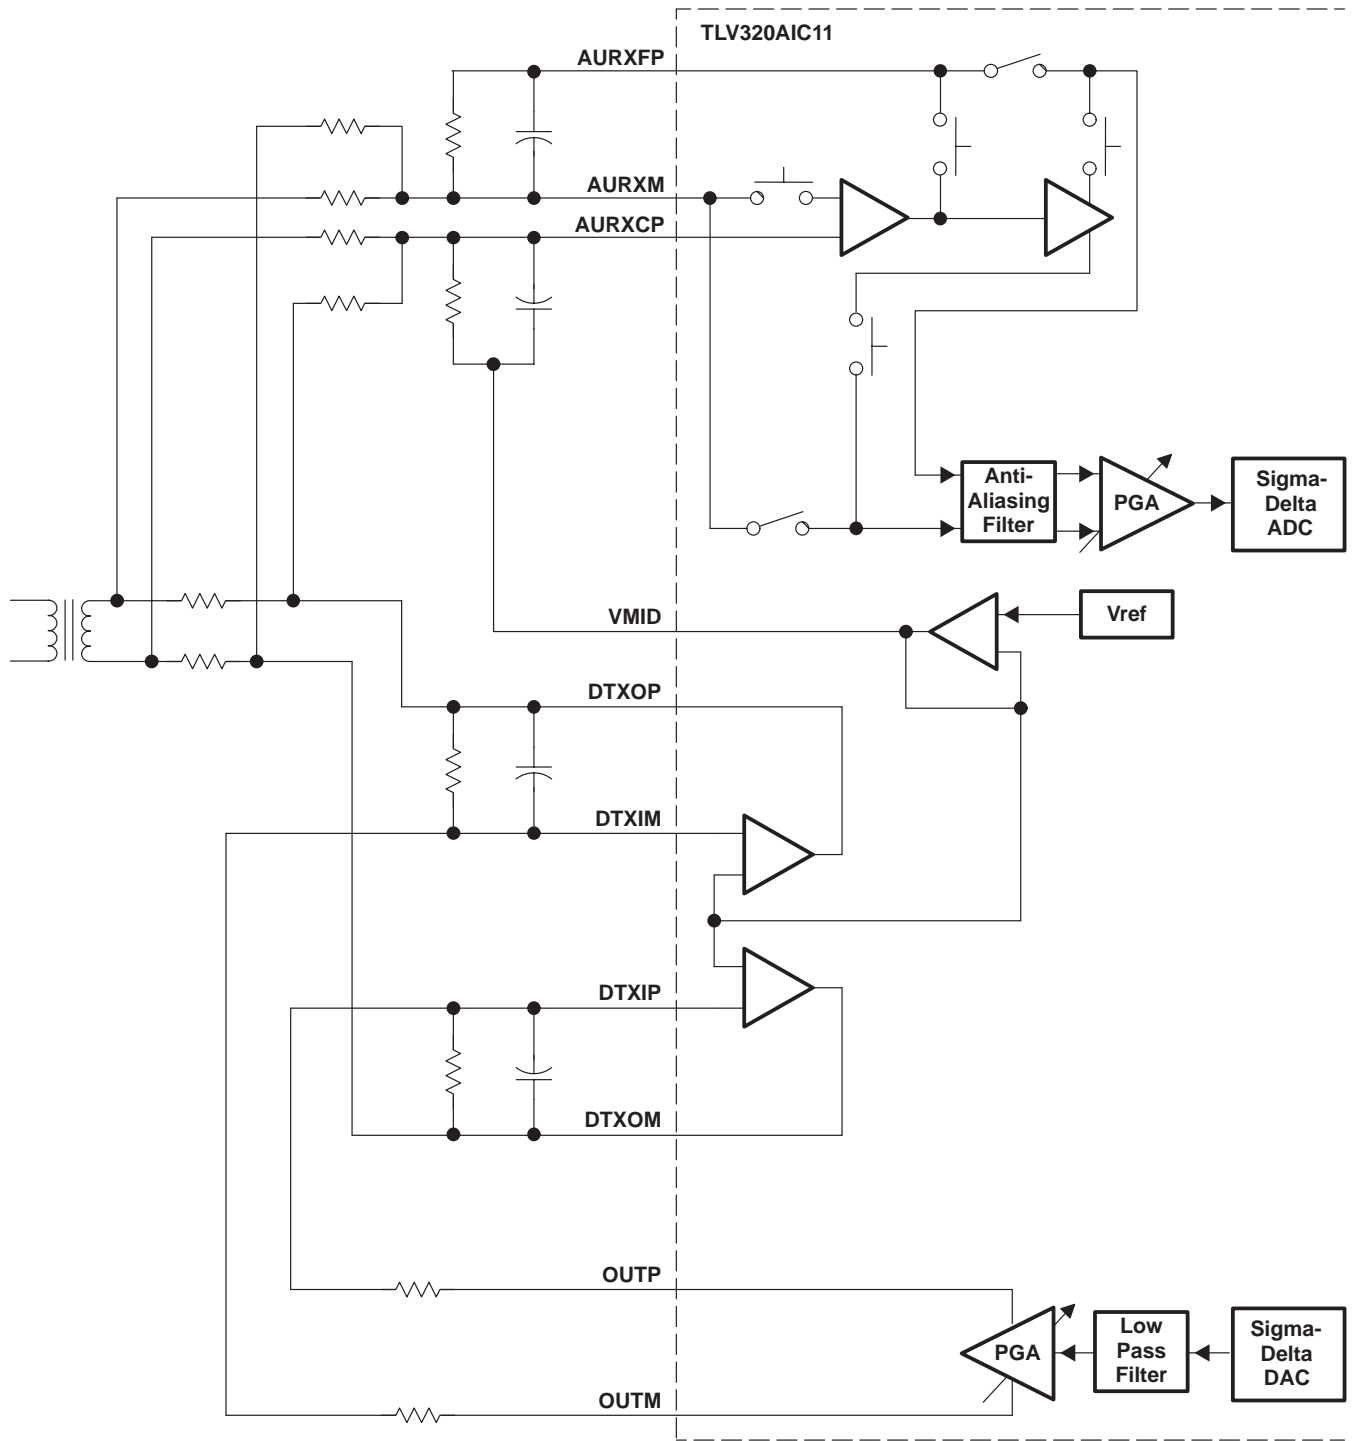 TLV320AIC11
AURXFP
AURXM
AURXCP
Anti-
Aliasing
Filter
PGA
Sigma-
Delta
ADC
VMID
Vref
DTXOP
DTXIM
DTXIP
DTXOM
OUTP
PGA
Low
Pass
Filter
Sigma-
Delta
DAC
OUTM